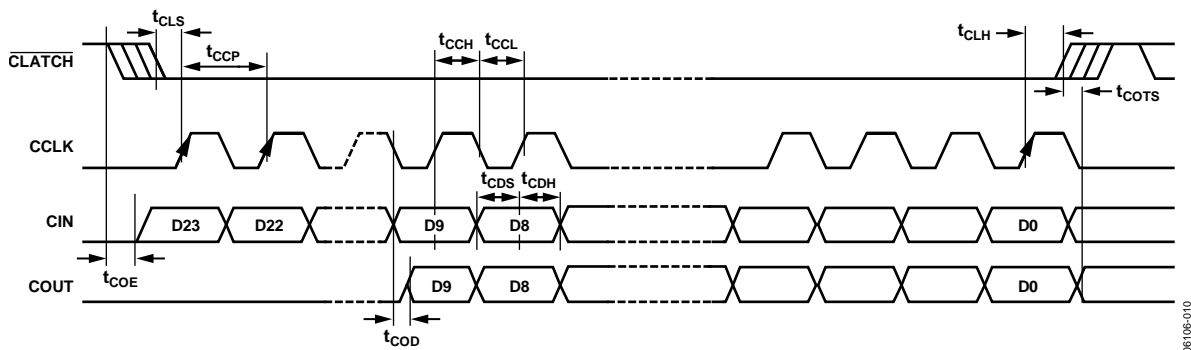 tCLS
tCCP
tCCH
tCCL
tCLH
CLATCH
tCOTS
CCLK
tCDS
tCDH
CIN
D23
D22
D9
D8
D0
tCOE
COUT
D9
D8
D0
tCOD
06106-010